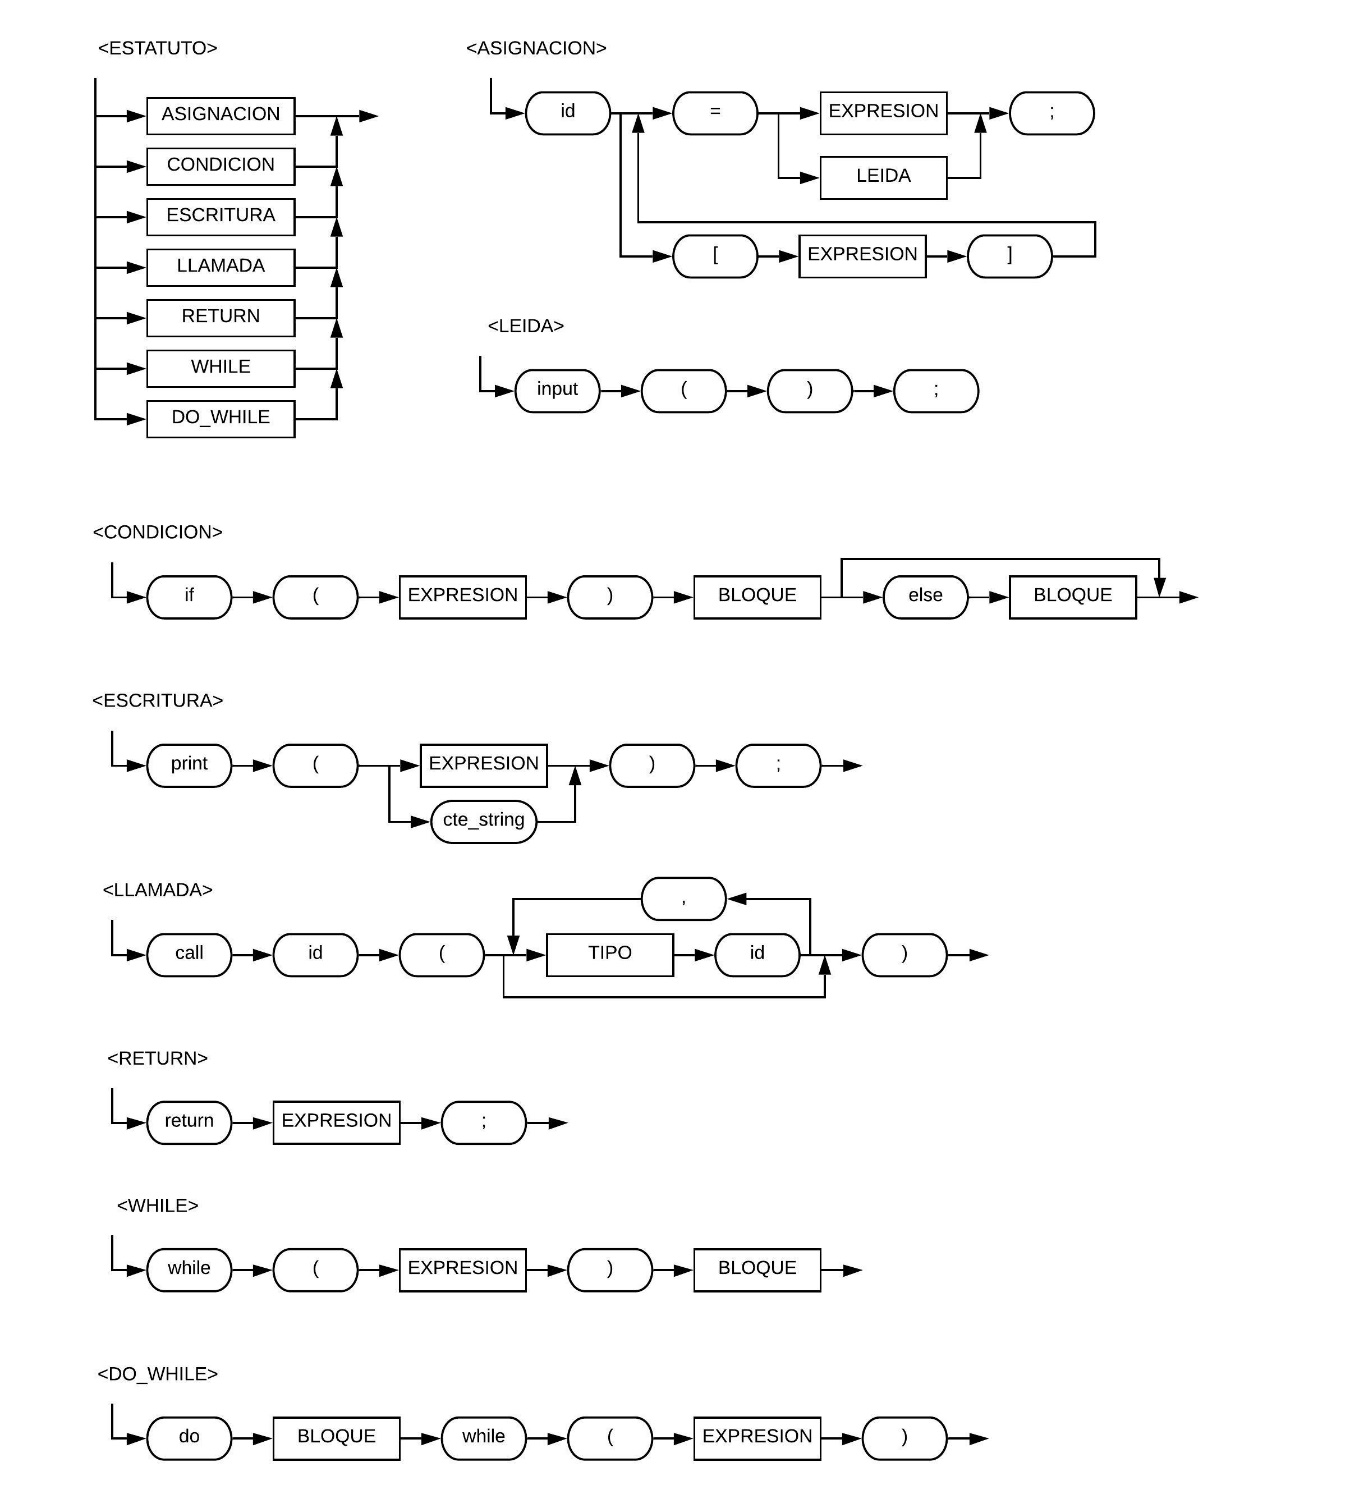 <ESTATUTO>
ASIGNACION
CONDICION
ESCRITURA
LLAMADA
RETURN
WHILE
DO_WHILE
<ASIGNACION>
id = EXPRESION ;
LEIDA
[ EXPRESION ]
<LEIDA>
input ( ) ;
<CONDICION>
if ( EXPRESION ) BLOQUE else BLOQUE
<ESCRITURA>
print ( EXPRESION ) ;
cte_string
<LLAMADA>
,
call id ( TIPO id )
<RETURN>
return EXPRESION ;
<WHILE>
while ( EXPRESION ) BLOQUE
<DO_WHILE>
do BLOQUE while ( EXPRESION )